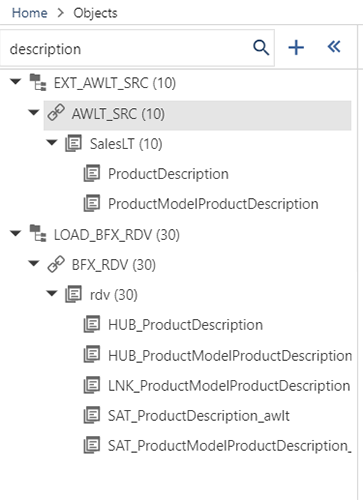 Home > Objects
description
EXT_AWLT_SRC (10)
AWLT_SRC (10)
SalesLT (10)
ProductDescription
ProductModelProductDescription
LOAD_BFX_RDV (30)
BFX_RDV (30)
rdv (30)
HUB_ProductDescription
HUB_ProductModelProductDescription
LNK_ProductModelProductDescription
SAT_ProductDescription_awlt
SAT_ProductModelProductDescription_